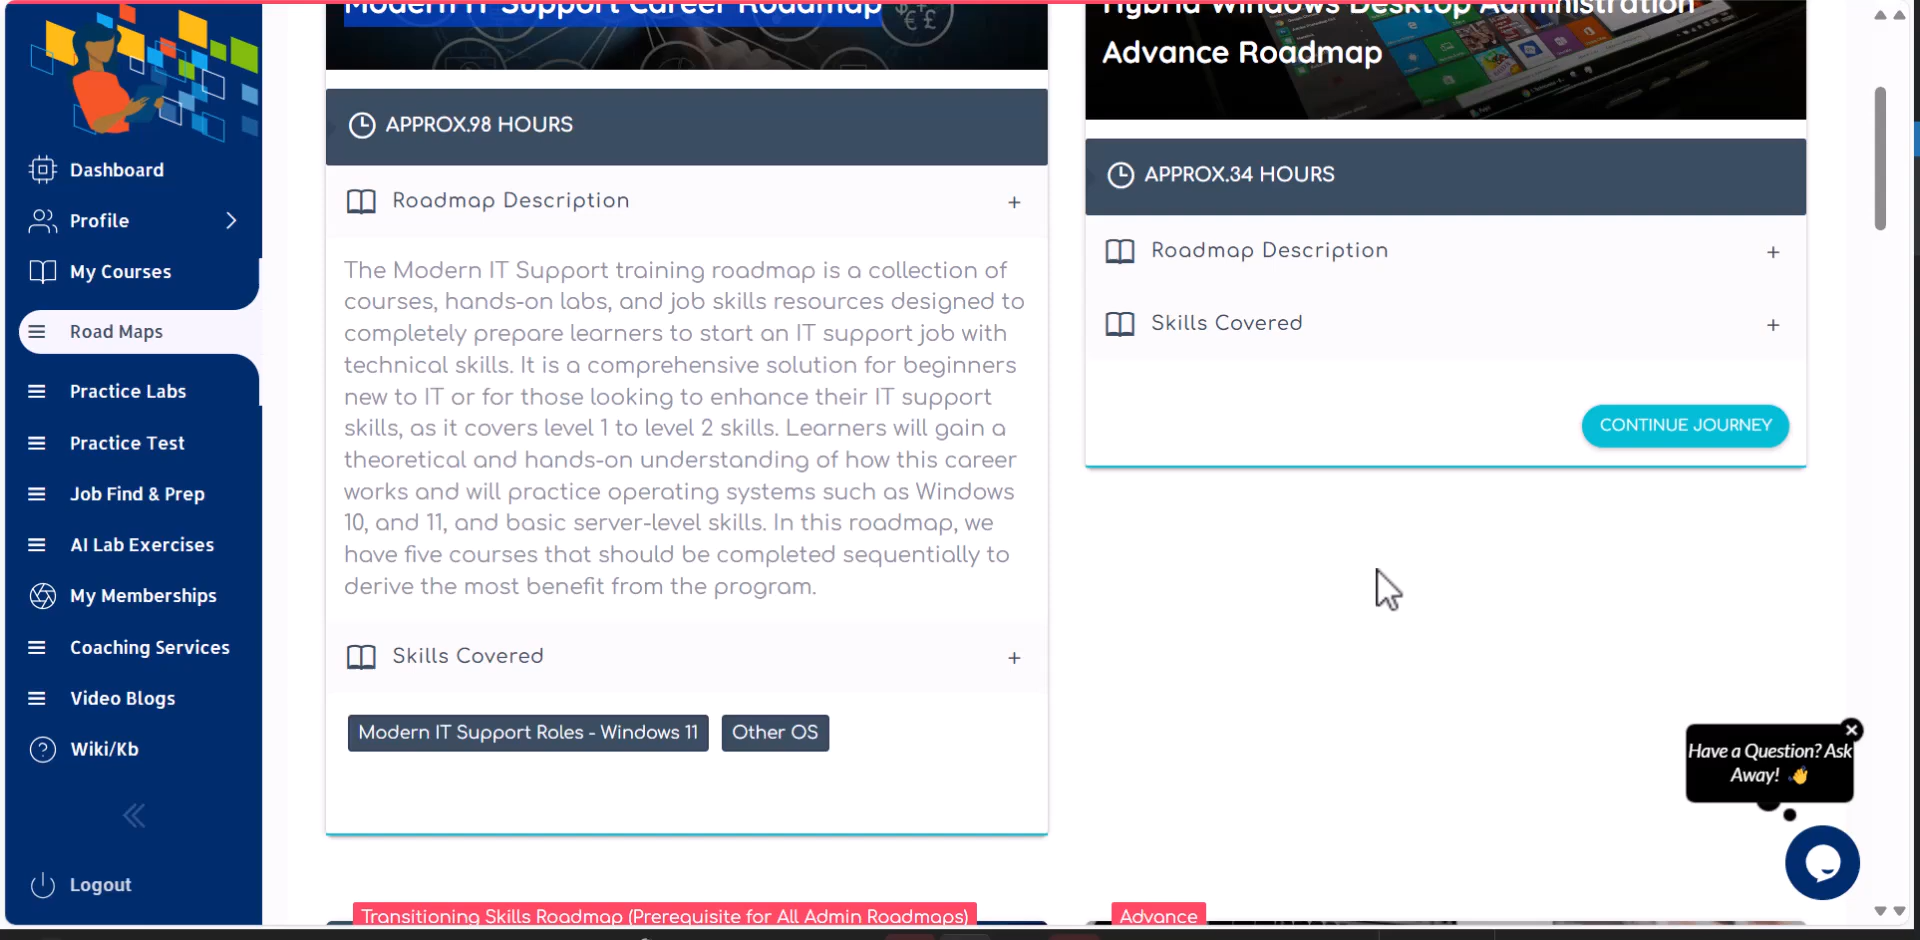 Dashboard
Profile
My Courses
Road Maps
Practice Labs
Practice Test
Job Find & Prep
AI Lab Exercises
My Memberships
Coaching Services
Video Blogs
Wiki/Kb
Logout
Modern IT Support Career Roadmap
APPROX.98 HOURS
Roadmap Description +
The Modern IT Support training roadmap is a collection of
courses, hands-on labs, and job skills resources designed to
completely prepare learners to start an IT support job with
technical skills. It is a comprehensive solution for beginners
new to IT or for those looking to enhance their IT support
skills, as it covers level 1 to level 2 skills. Learners will gain a
theoretical and hands-on understanding of how this career
works and will practice operating systems such as Windows
10, and 11, and basic server-level skills. In this roadmap, we
have five courses that should be completed sequentially to
derive the most benefit from the program.
Skills Covered +
Modern IT Support Roles - Windows 11
Other OS
Transitioning Skills Roadmap (Prerequisite for All Admin Roadmaps)
Hybrid Windows Desktop Administration
Advance Roadmap
APPROX.34 HOURS
Roadmap Description +
Skills Covered +
CONTINUE JOURNEY
Advance
Have a Question? Ask
Away! 👋